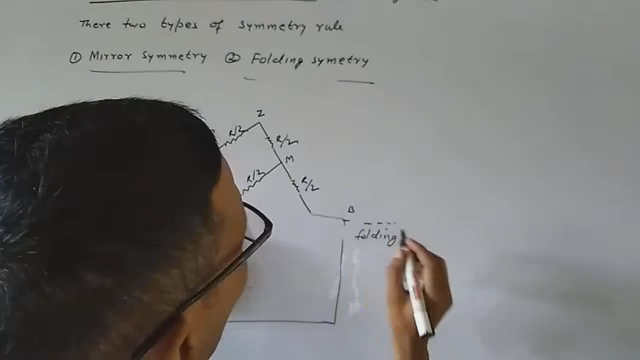 There two types of symmetry rule
① Mirror symmetry ② Folding symetry
Z
R/2 R/2
M
R/2 R/2
B
folding